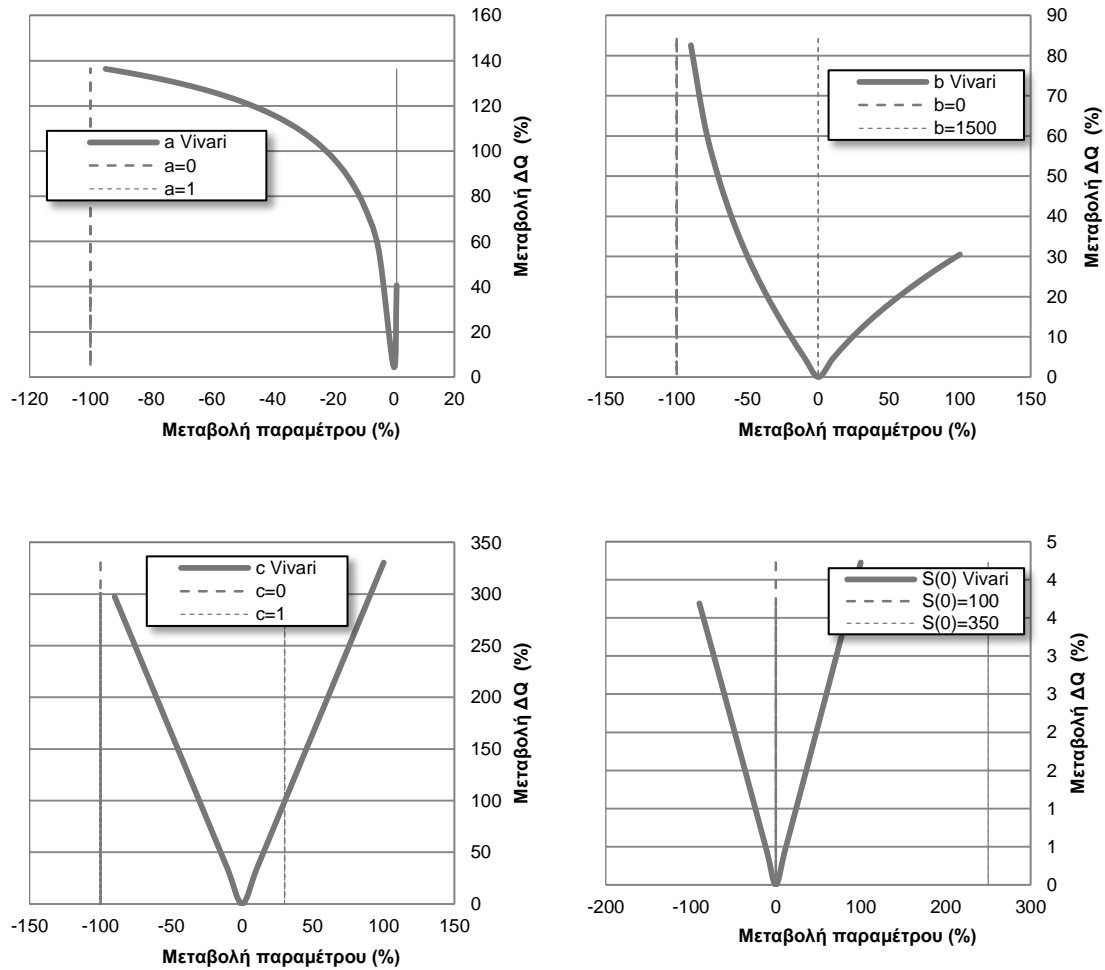 160
140
120
100
80
60
40
20
0
Μεταβολή ΔQ (%)
a Vivari
a=0
a=1
-120 -100 -80 -60 -40 -20 0 20
Μεταβολή παραμέτρου (%)
90
80
70
60
50
40
30
20
10
0
Μεταβολή ΔQ (%)
b Vivari
b=0
b=1500
-150 -100 -50 0 50 100 150
Μεταβολή παραμέτρου (%)
350
300
250
200
150
100
50
0
Μεταβολή ΔQ (%)
c Vivari
c=0
c=1
-150 -100 -50 0 50 100 150
Μεταβολή παραμέτρου (%)
5
4
4
3
3
2
2
1
1
0
Μεταβολή ΔQ (%)
S(0) Vivari
S(0)=100
S(0)=350
-200 -100 0 100 200 300
Μεταβολή παραμέτρου (%)